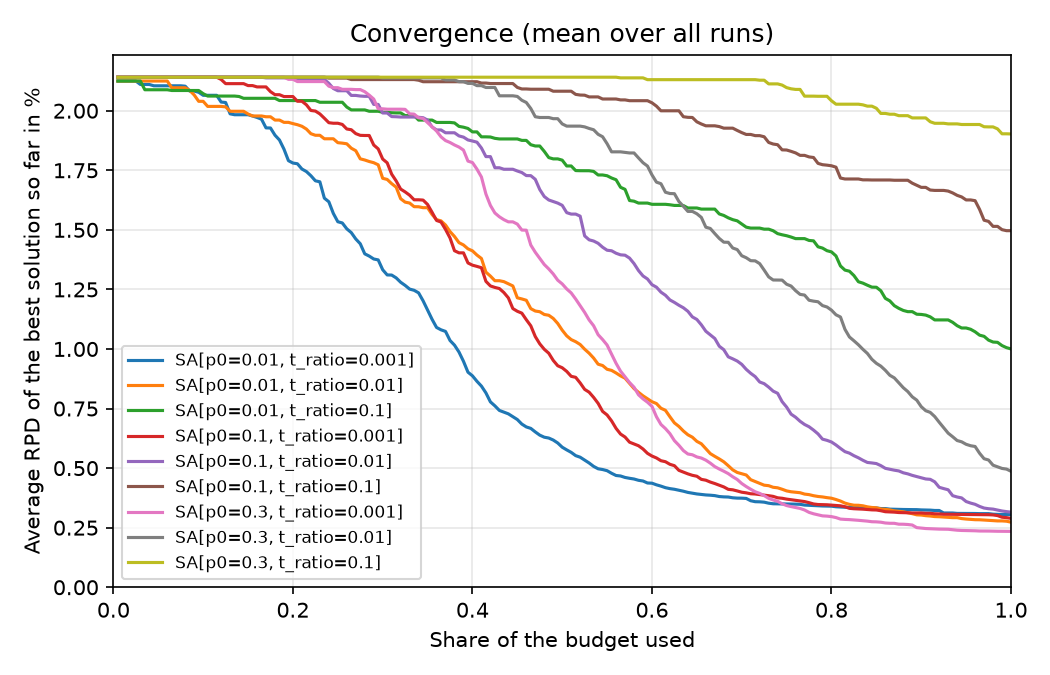 Convergence (mean over all runs)
Average RPD of the best solution so far in %
2.00
1.75
1.50
1.25
1.00
0.75
0.50
0.25
0.00
SA[p0=0.01, t_ratio=0.001]
SA[p0=0.01, t_ratio=0.01]
SA[p0=0.01, t_ratio=0.1]
SA[p0=0.1, t_ratio=0.001]
SA[p0=0.1, t_ratio=0.01]
SA[p0=0.1, t_ratio=0.1]
SA[p0=0.3, t_ratio=0.001]
SA[p0=0.3, t_ratio=0.01]
SA[p0=0.3, t_ratio=0.1]
0.0 0.2 0.4 0.6 0.8 1.0
Share of the budget used